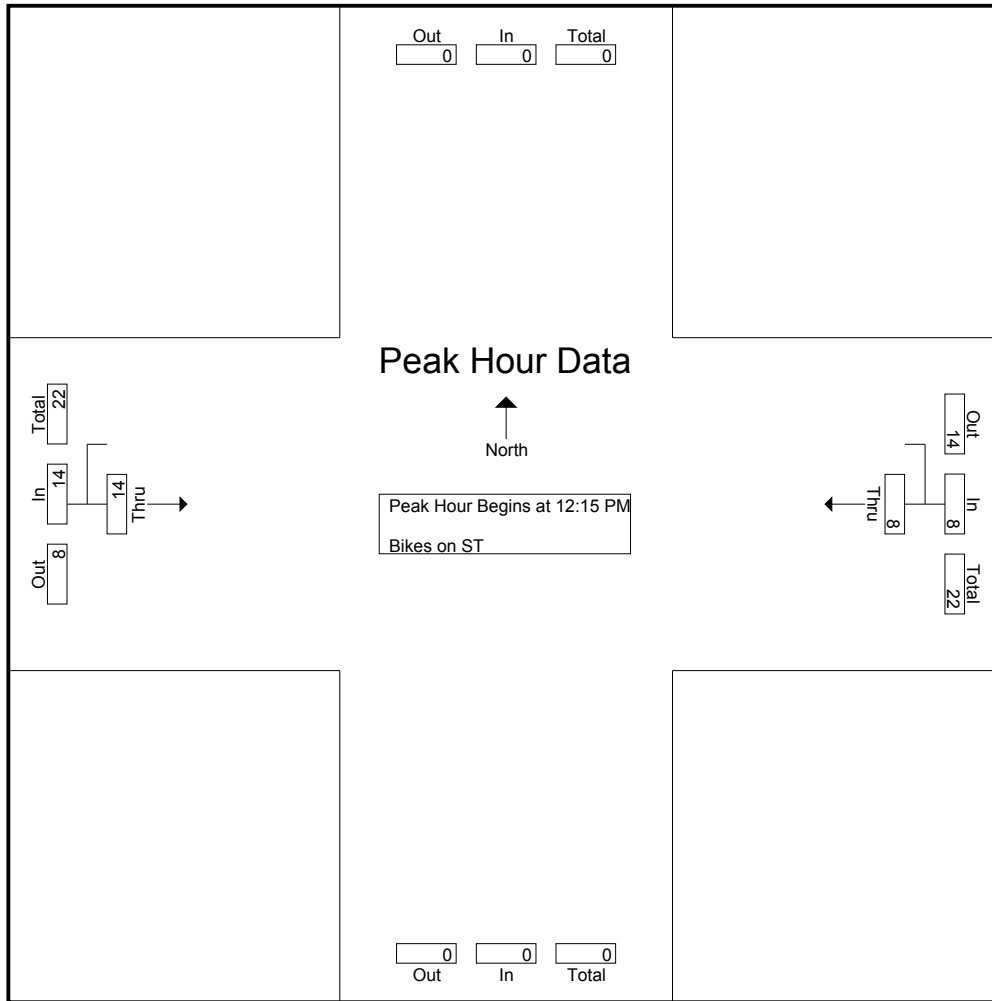 Out In Total
0 0 0
Peak Hour Data
North
Total 22
In 14
Out 8
14
Thru
Peak Hour Begins at 12:15 PM
Bikes on ST
8
Thru
Out 14
In 8
Total 22
0 0 0
Out In Total